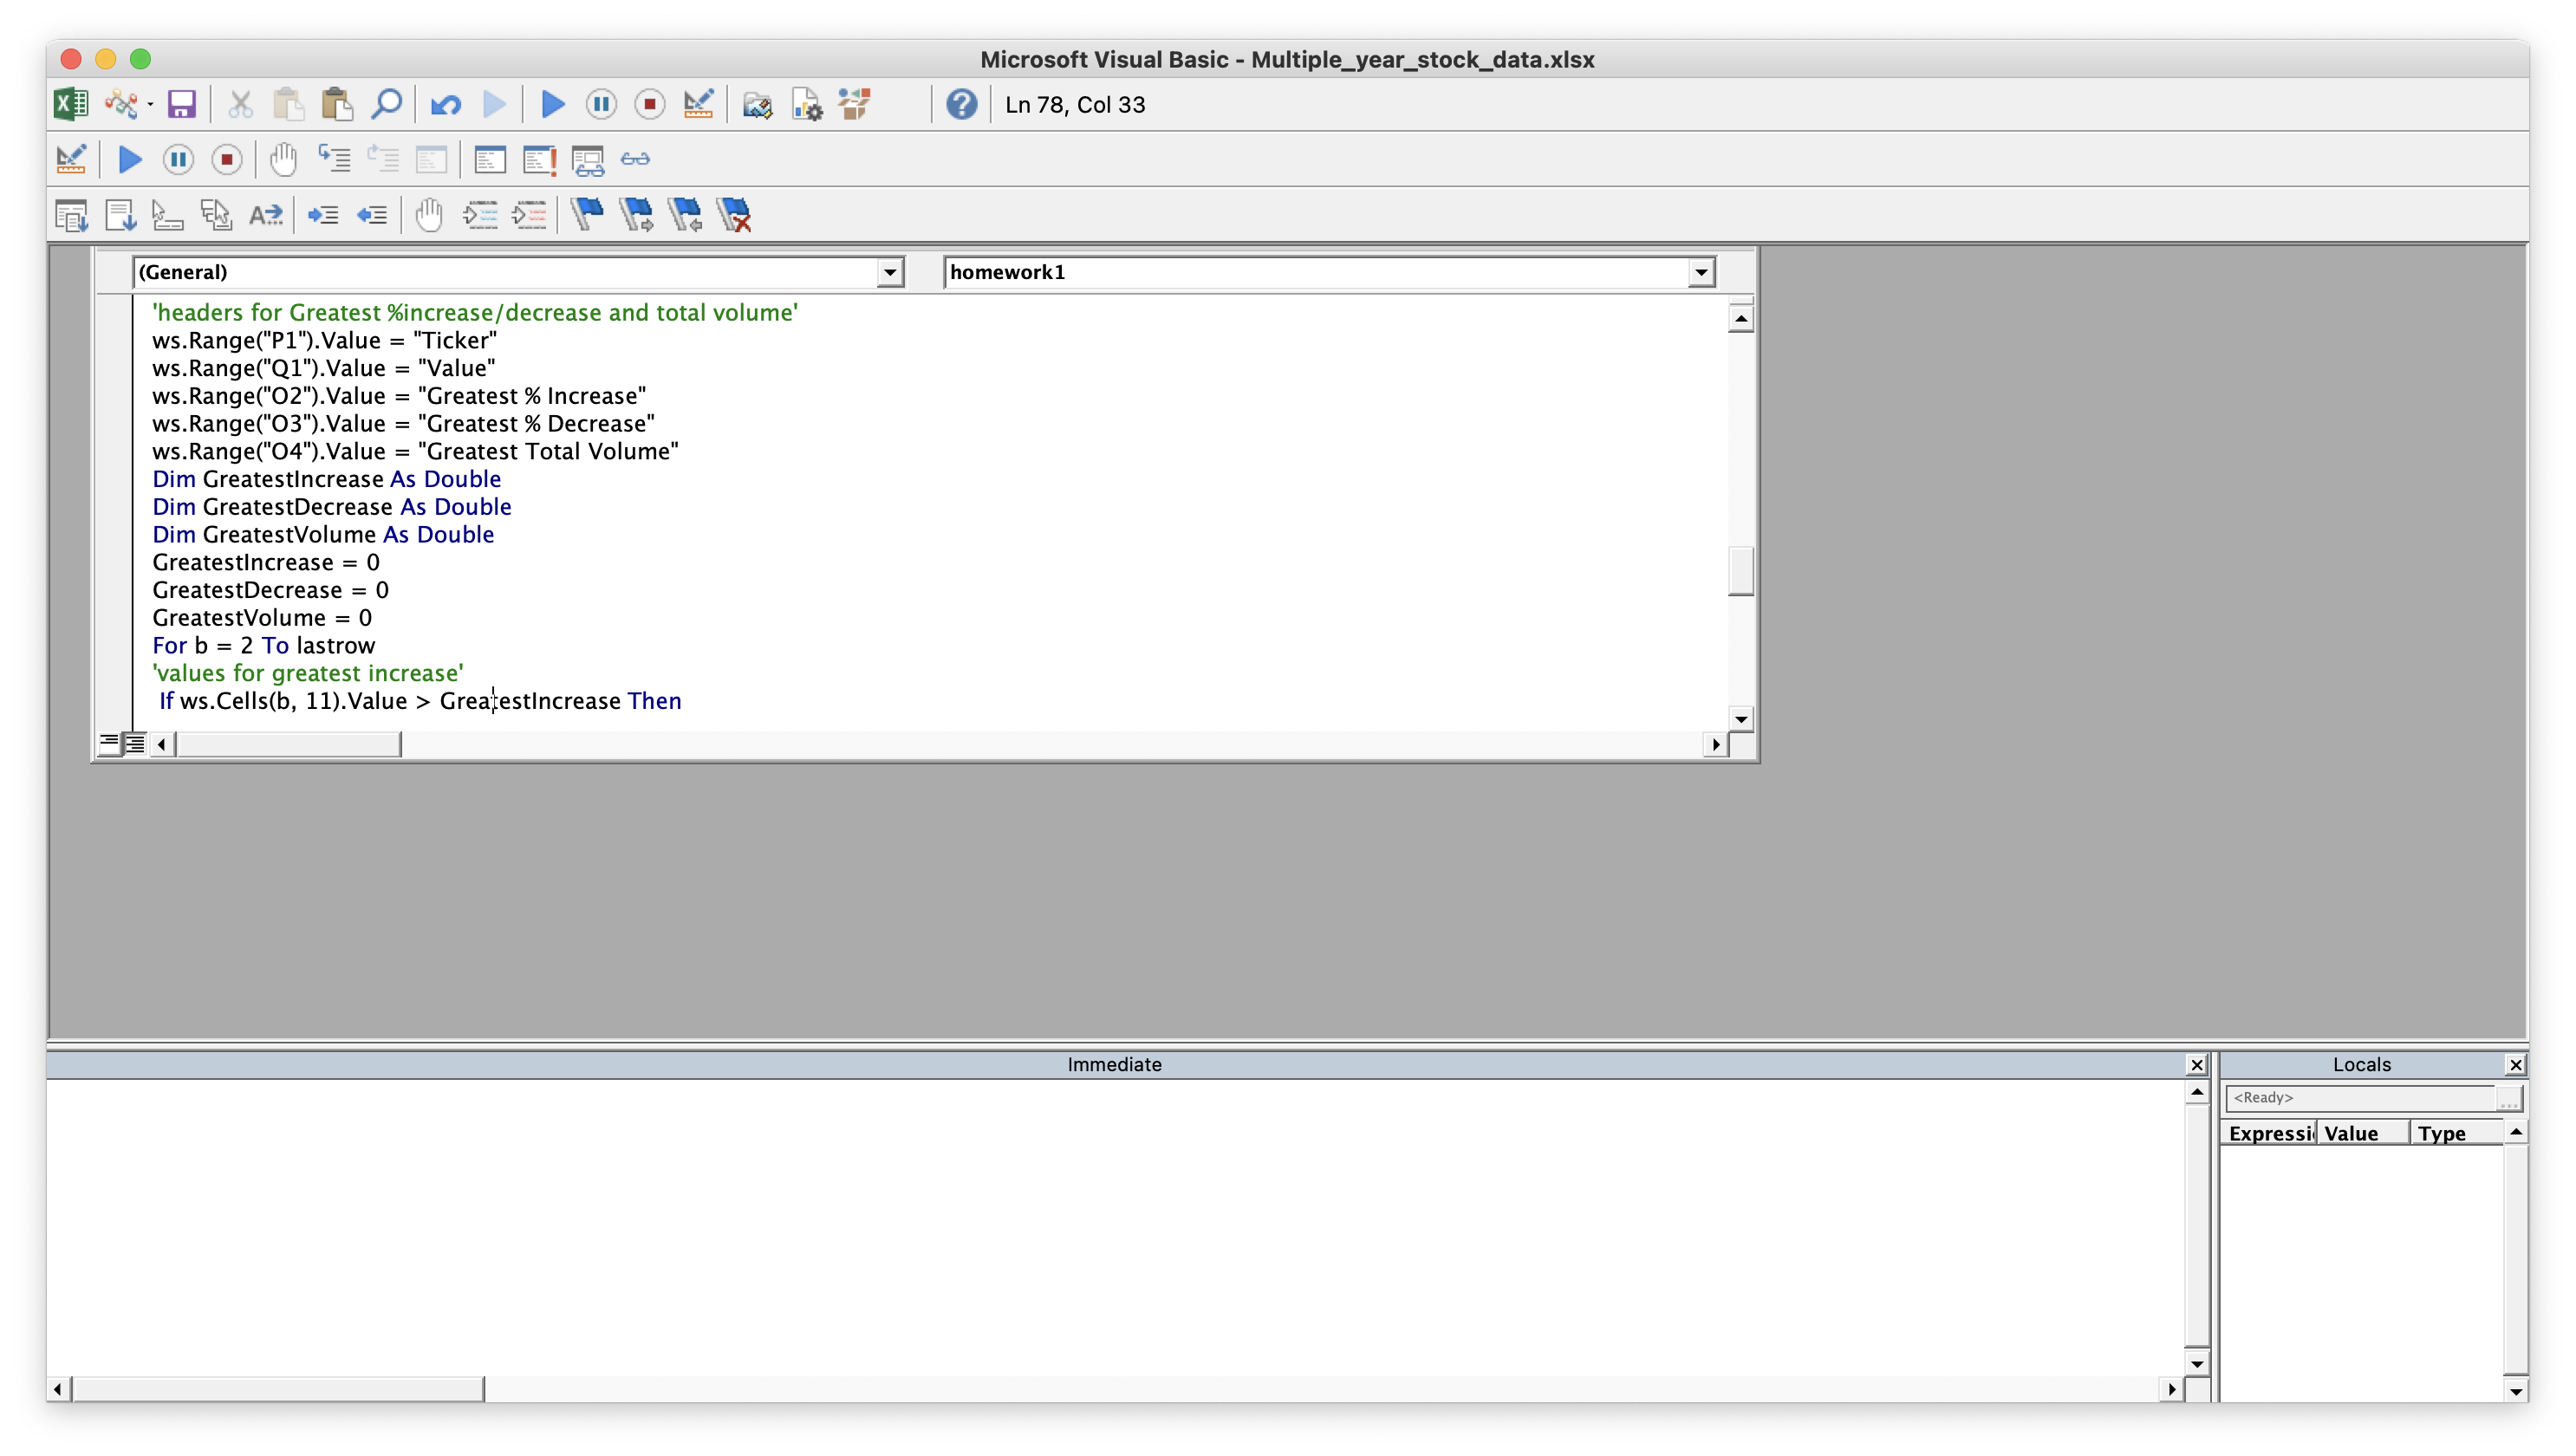 Microsoft Visual Basic - Multiple_year_stock_data.xlsx
Ln 78, Col 33
(General)
homework1
'headers for Greatest %increase/decrease and total volume'
ws.Range("P1").Value = "Ticker"
ws.Range("Q1").Value = "Value"
ws.Range("O2").Value = "Greatest % Increase"
ws.Range("O3").Value = "Greatest % Decrease"
ws.Range("O4").Value = "Greatest Total Volume"
Dim GreatestIncrease As Double
Dim GreatestDecrease As Double
Dim GreatestVolume As Double
GreatestIncrease = 0
GreatestDecrease = 0
GreatestVolume = 0
For b = 2 To lastrow
'values for greatest increase'
If ws.Cells(b, 11).Value > GreatestIncrease Then
Immediate
Locals
<Ready>
...
Expressi Value Type